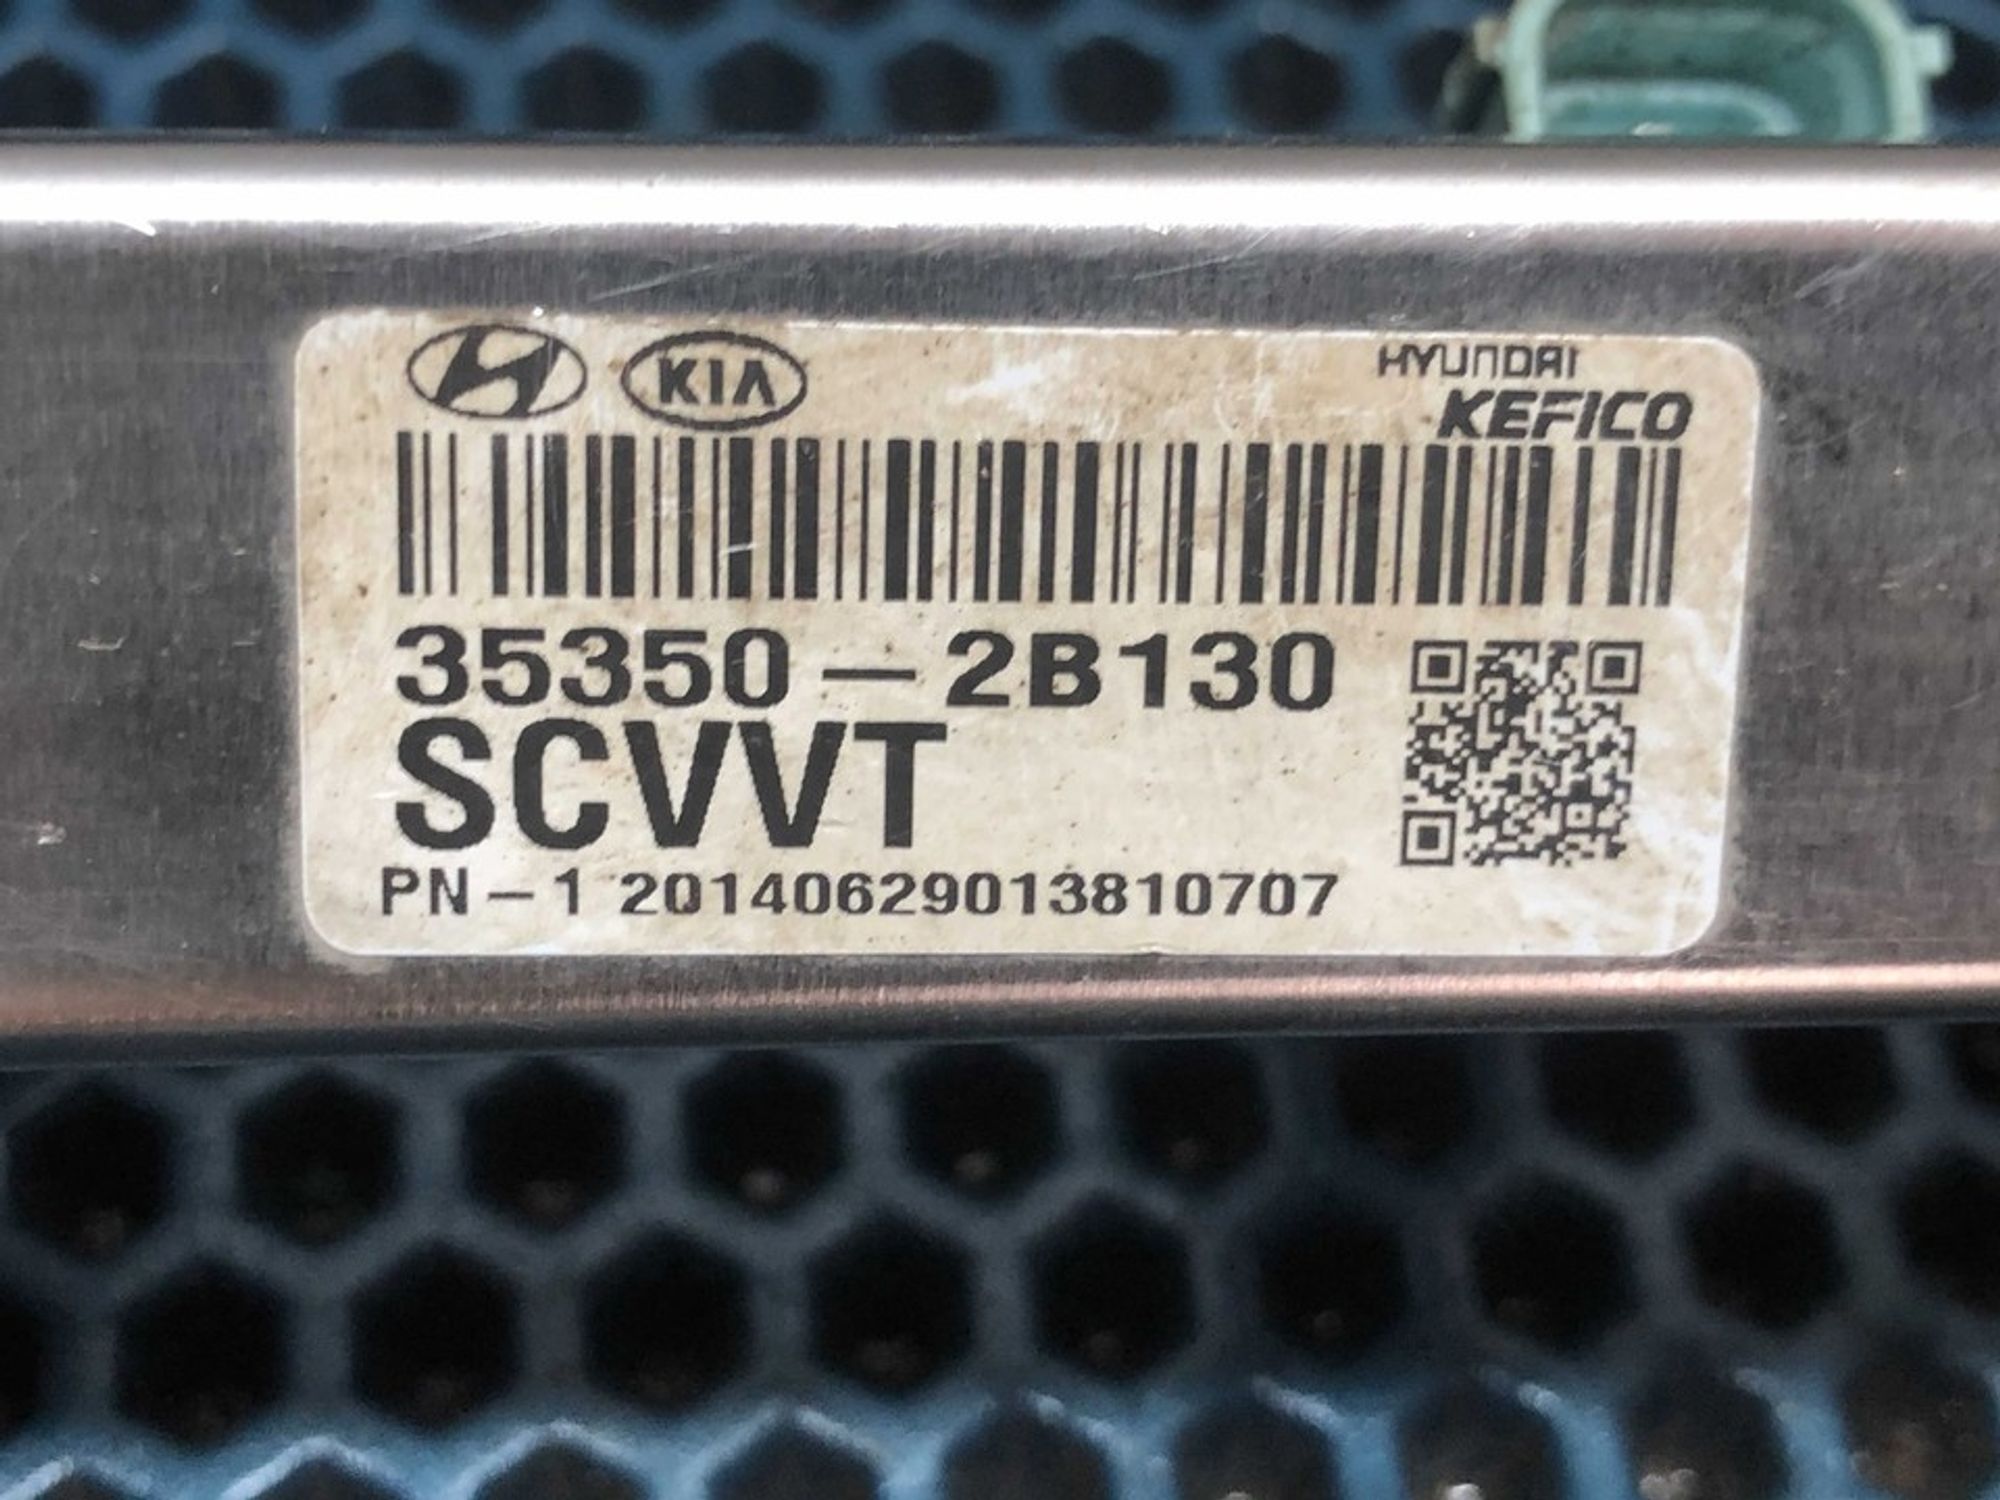 KIA
HYUNDAI
KEFICO
35350-2B130
SCVVT
PN-1 20140629013810707